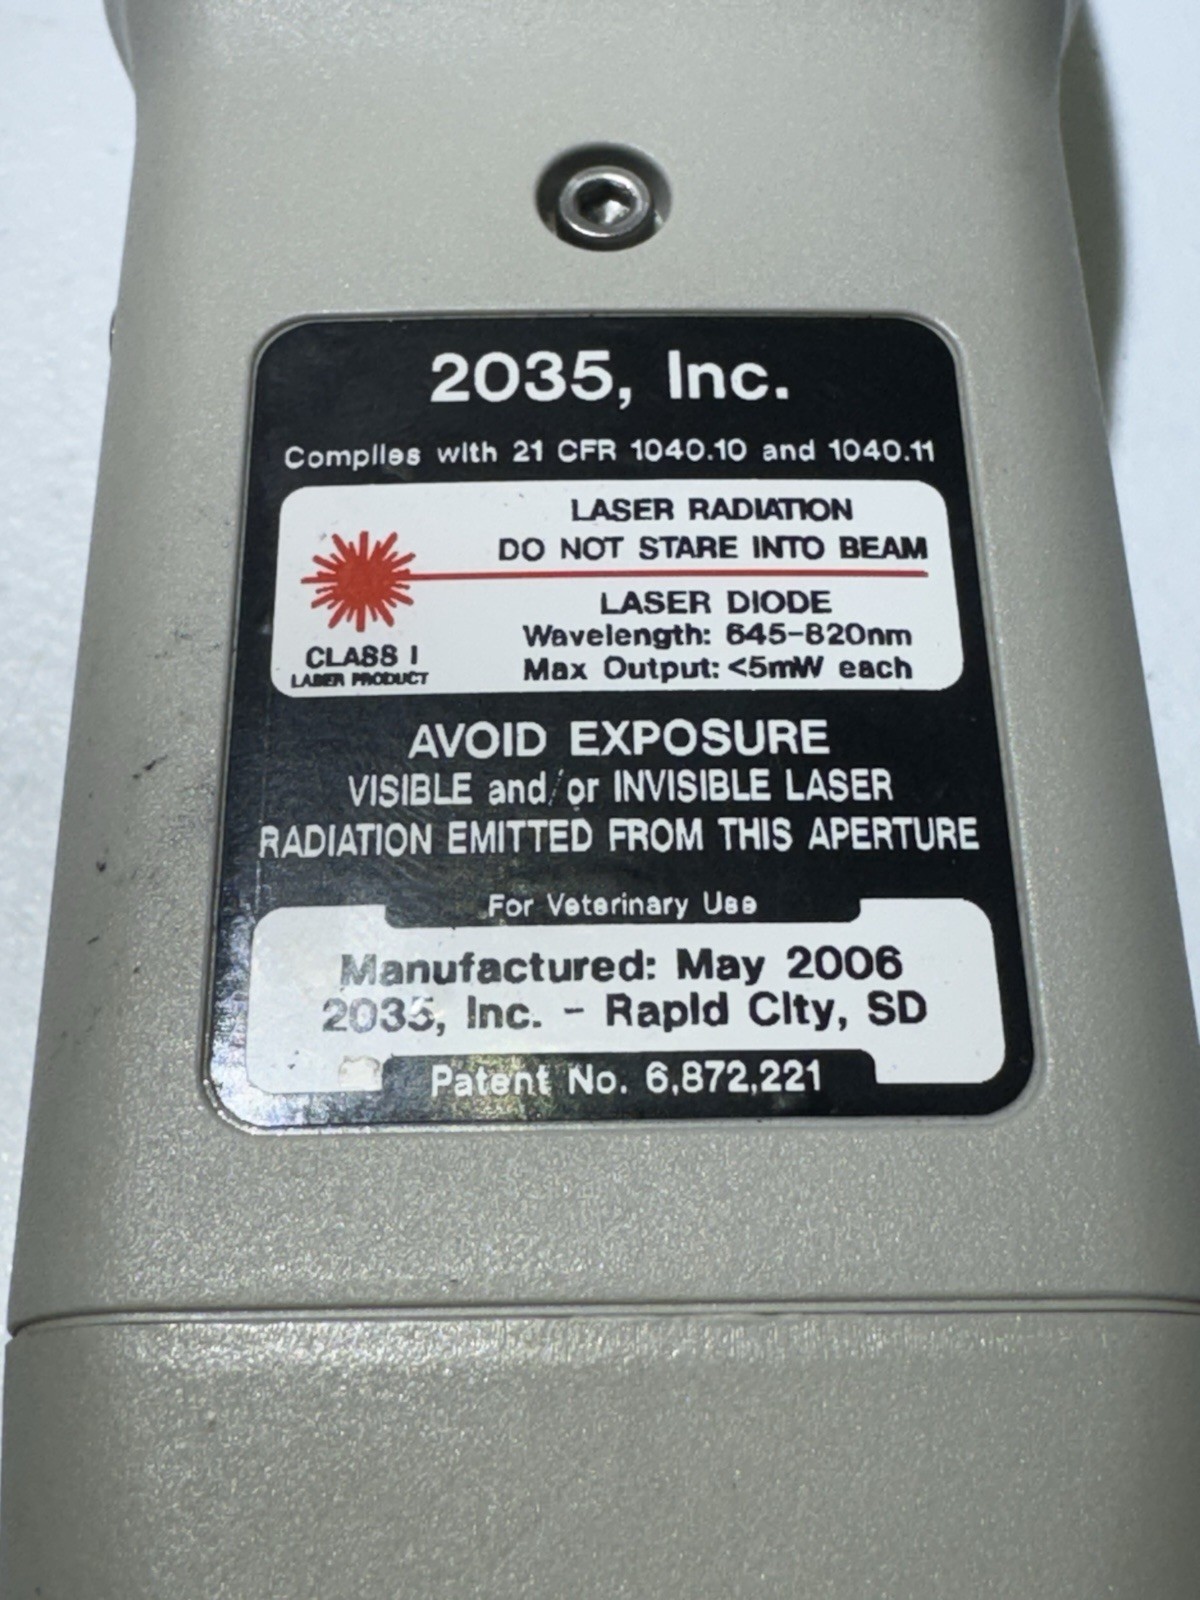 2035, Inc.
Complies with 21 CFR 1040.10 and 1040.11
LASER RADIATION
DO NOT STARE INTO BEAM
CLASS I
LASER PRODUCT
LASER DIODE
Wavelength: 645-820nm
Max Output: <5mW each
AVOID EXPOSURE
VISIBLE and/or INVISIBLE LASER
RADIATION EMITTED FROM THIS APERTURE
For Veterinary Use
Manufactured: May 2006
2035, Inc. - Rapid City, SD
Patent No. 6,872,221